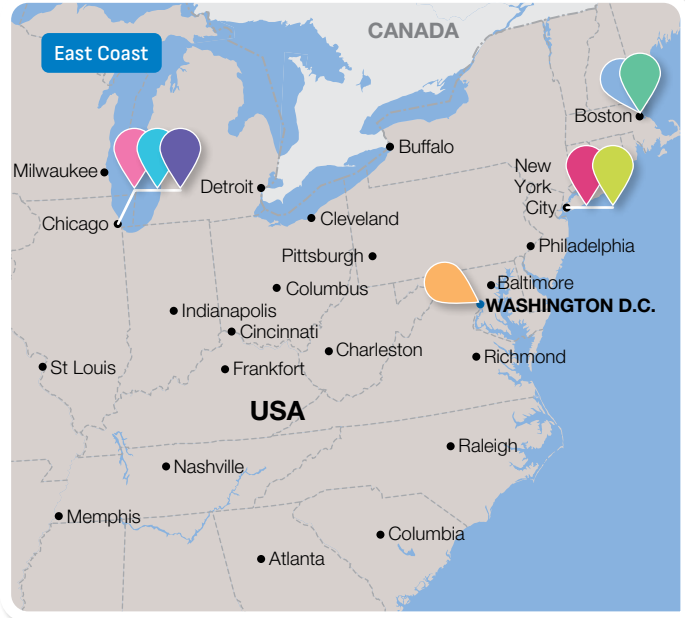 East Coast
CANADA
Boston
Buffalo
Milwaukee
Detroit
New
York
City
Cleveland
Chicago
Philadelphia
Pittsburgh
Baltimore
Columbus
WASHINGTON D.C.
Indianapolis
Cincinnati
Charleston
Richmond
St Louis
Frankfort
USA
Raleigh
Nashville
Memphis
Columbia
Atlanta